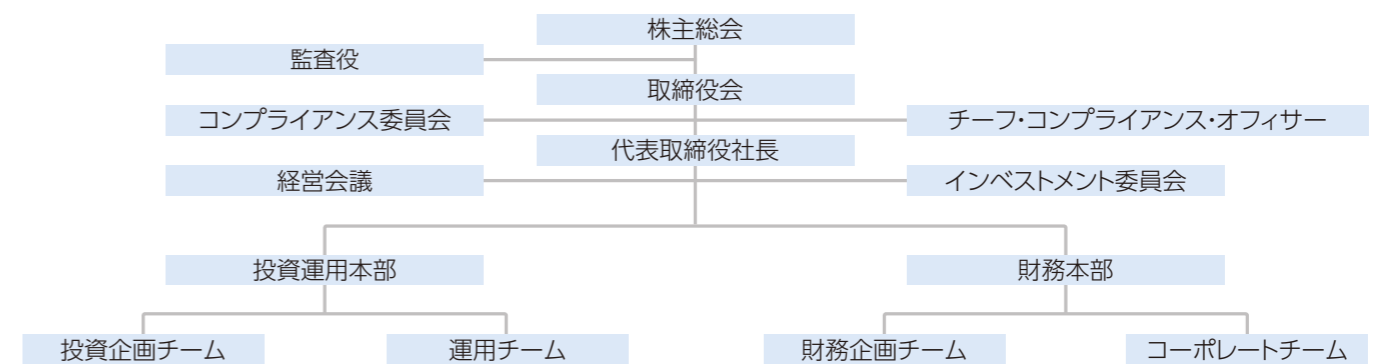 株主総会
監査役
取締役会
コンプライアンス委員会
チーフ・コンプライアンス・オフィサー
代表取締役社長
経営会議
インベストメント委員会
投資運用本部
財務本部
投資企画チーム
運用チーム
財務企画チーム
コーポレートチーム